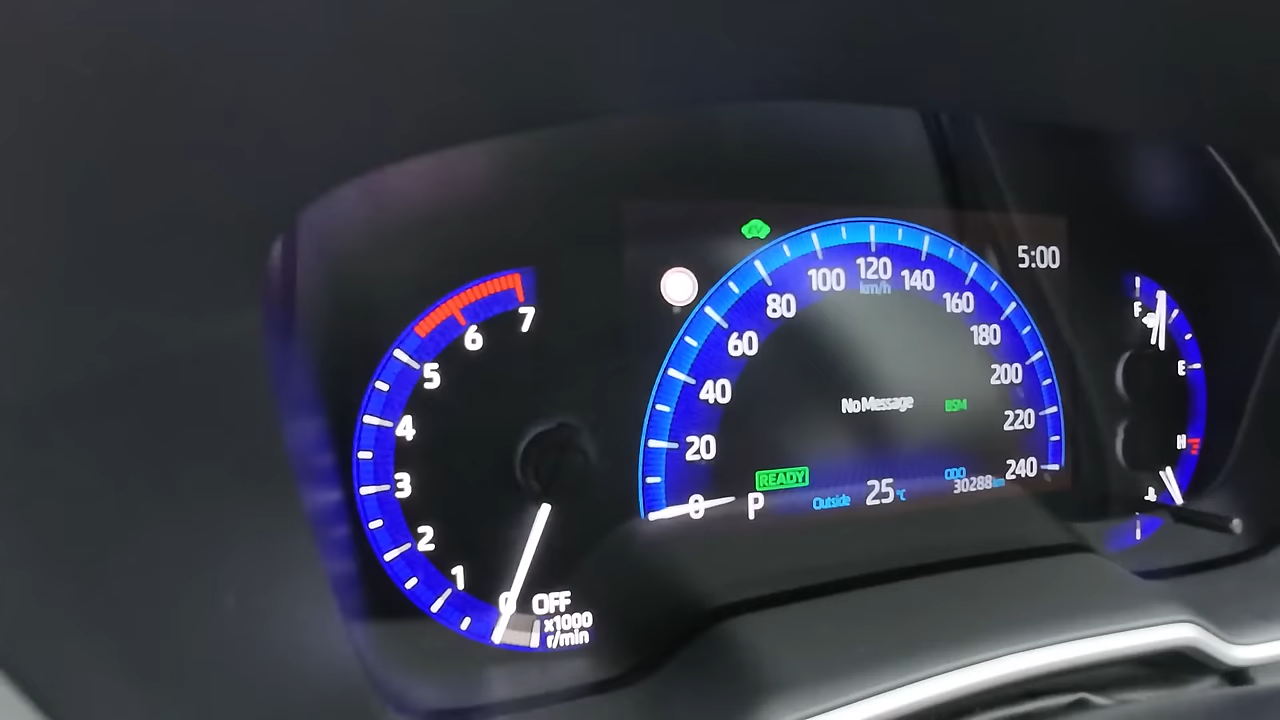 EV
5:00
7
6
5
4
3
2
1
0
OFF
x1000
r/min
0
20
40
60
80
100
120
km/h
140
160
180
200
220
240
No Message
BSM
READY
P
Outside
25°C
ODO
30288 km
F
E
H